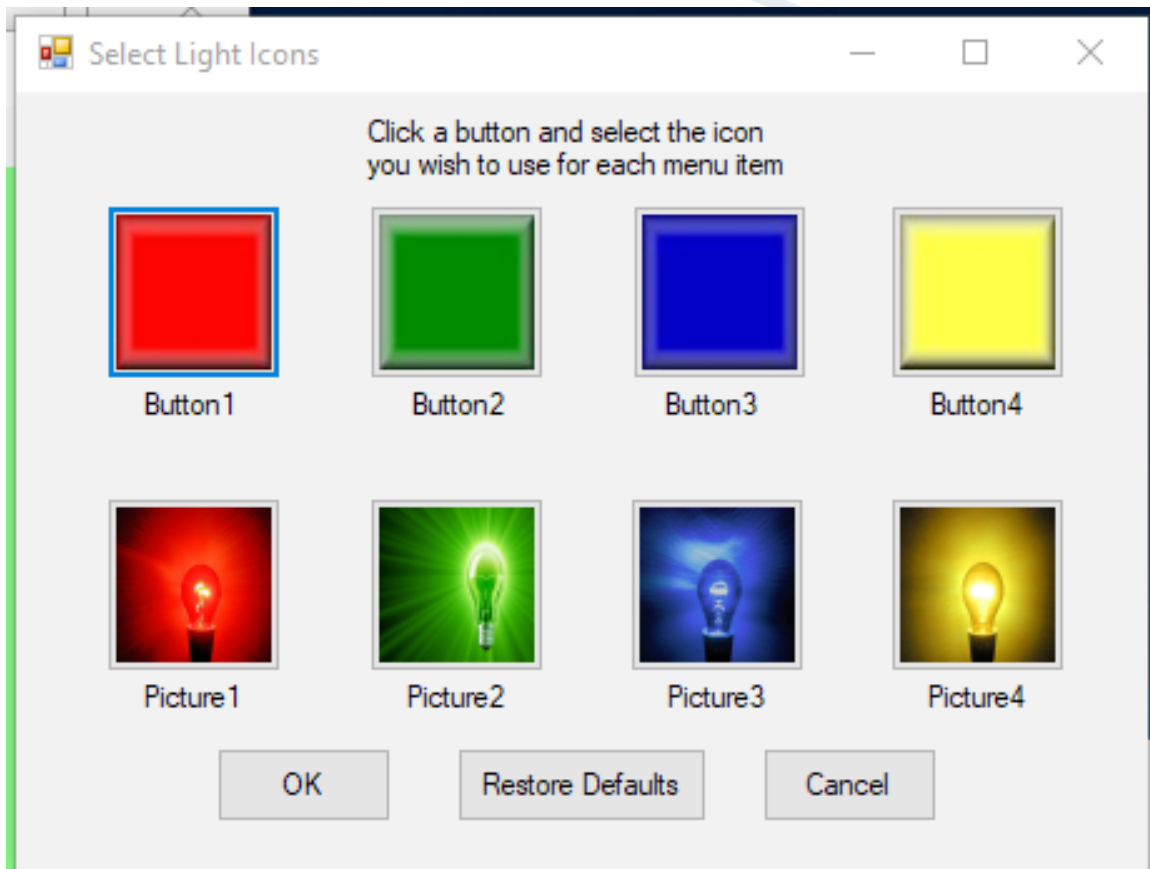 Select Light Icons
Click a button and select the icon
you wish to use for each menu item
Button1 Button2 Button3 Button4
Picture1 Picture2 Picture3 Picture4
OK Restore Defaults Cancel